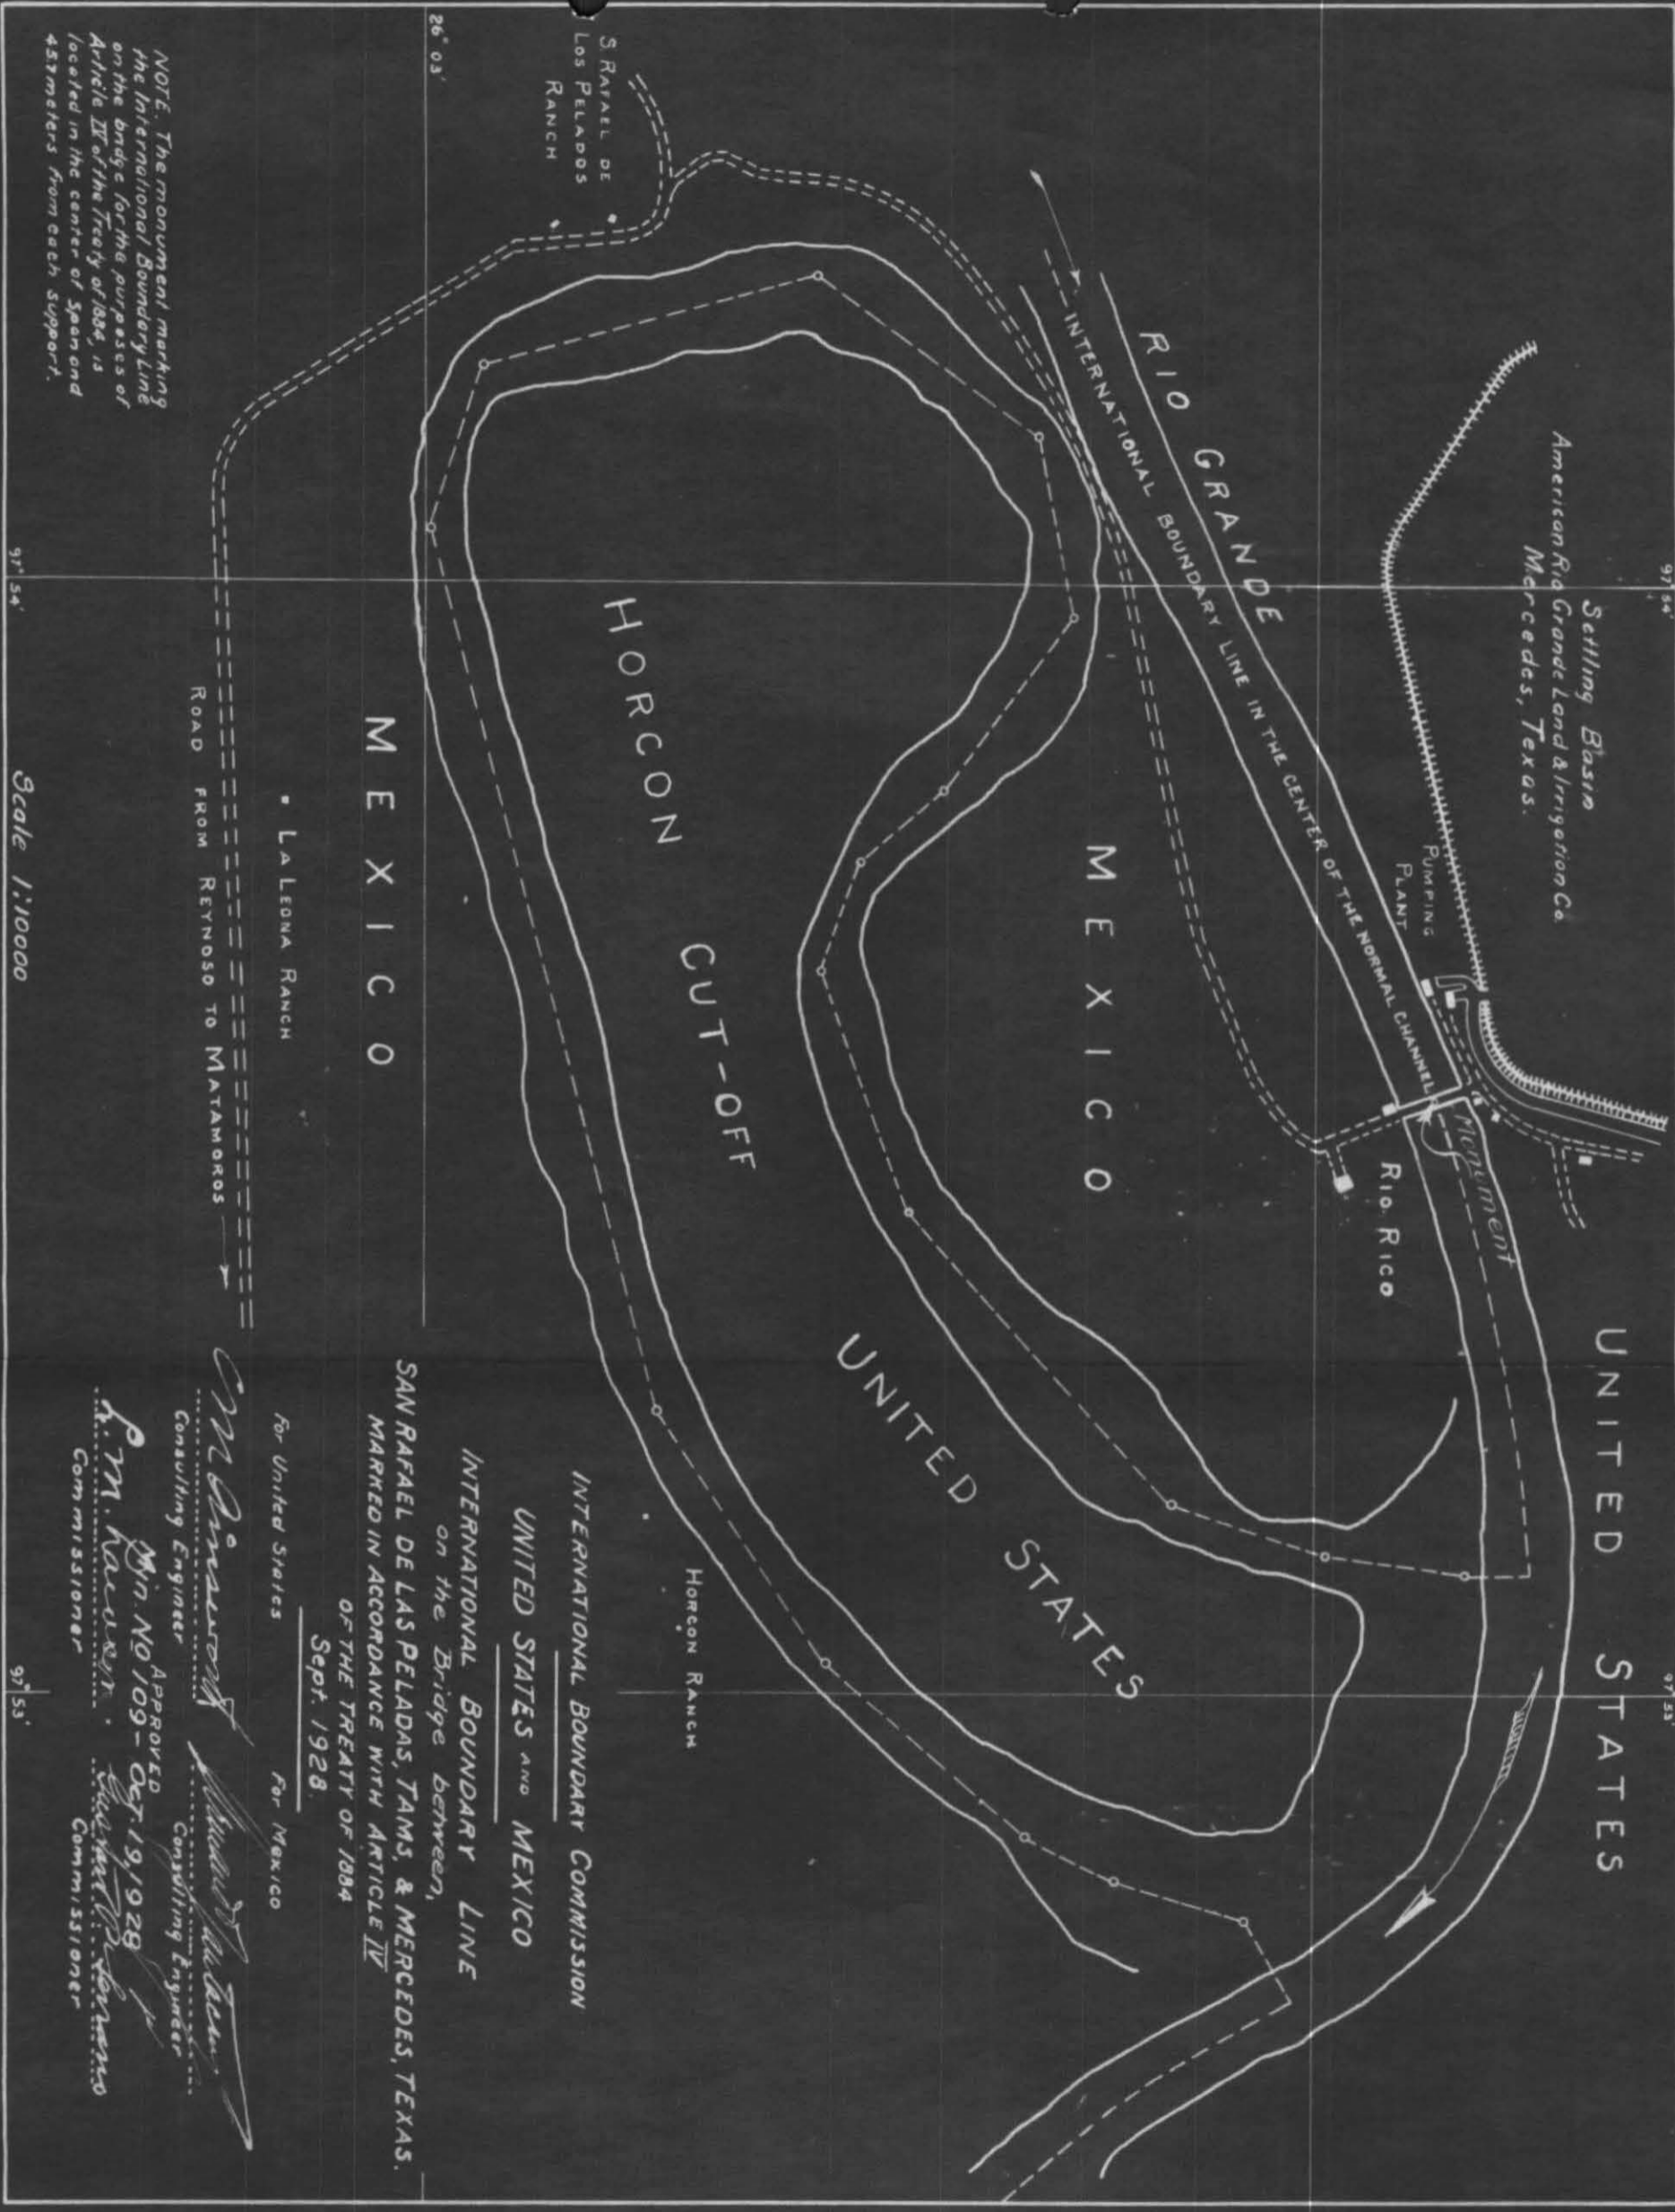 97° 54'
97° 53'
Settling Basin
American Rio Grande Land & Irrigation Co.
Mercedes, Texas.
UNITED STATES
PUMPING
PLANT
RIO GRANDE
INTERNATIONAL BOUNDARY LINE IN THE CENTER OF THE NORMAL CHANNEL
Monument
RIO RICO
MEXICO
UNITED STATES
HORCON CUT-OFF
S. RAFAEL DE
LOS PELADOS
RANCH
26° 03'
HORCON RANCH
MEXICO
LA LEONA RANCH
ROAD FROM REYNOSO TO MATAMOROS
INTERNATIONAL BOUNDARY COMMISSION
UNITED STATES AND MEXICO
INTERNATIONAL BOUNDARY LINE
on the Bridge between,
SAN RAFAEL DE LAS PELADAS, TAMS, & MERCEDES, TEXAS.
MARKED IN ACCORDANCE WITH ARTICLE IV
OF THE TREATY OF 1884
Sept. 1928.
For United States
For Mexico
Consulting Engineer
Consulting Engineer
APPROVED
Min. No 109- Oct. 19, 1928
L. M. Lawson
Commissioner
Commissioner
NOTE. The monument marking
the International Boundary Line
on the bridge for the purposes of
Article IV of the Treaty of 1884, is
located in the center of span and
45.7 meters from each support.
97° 54'
Scale 1:10000
97° 53'